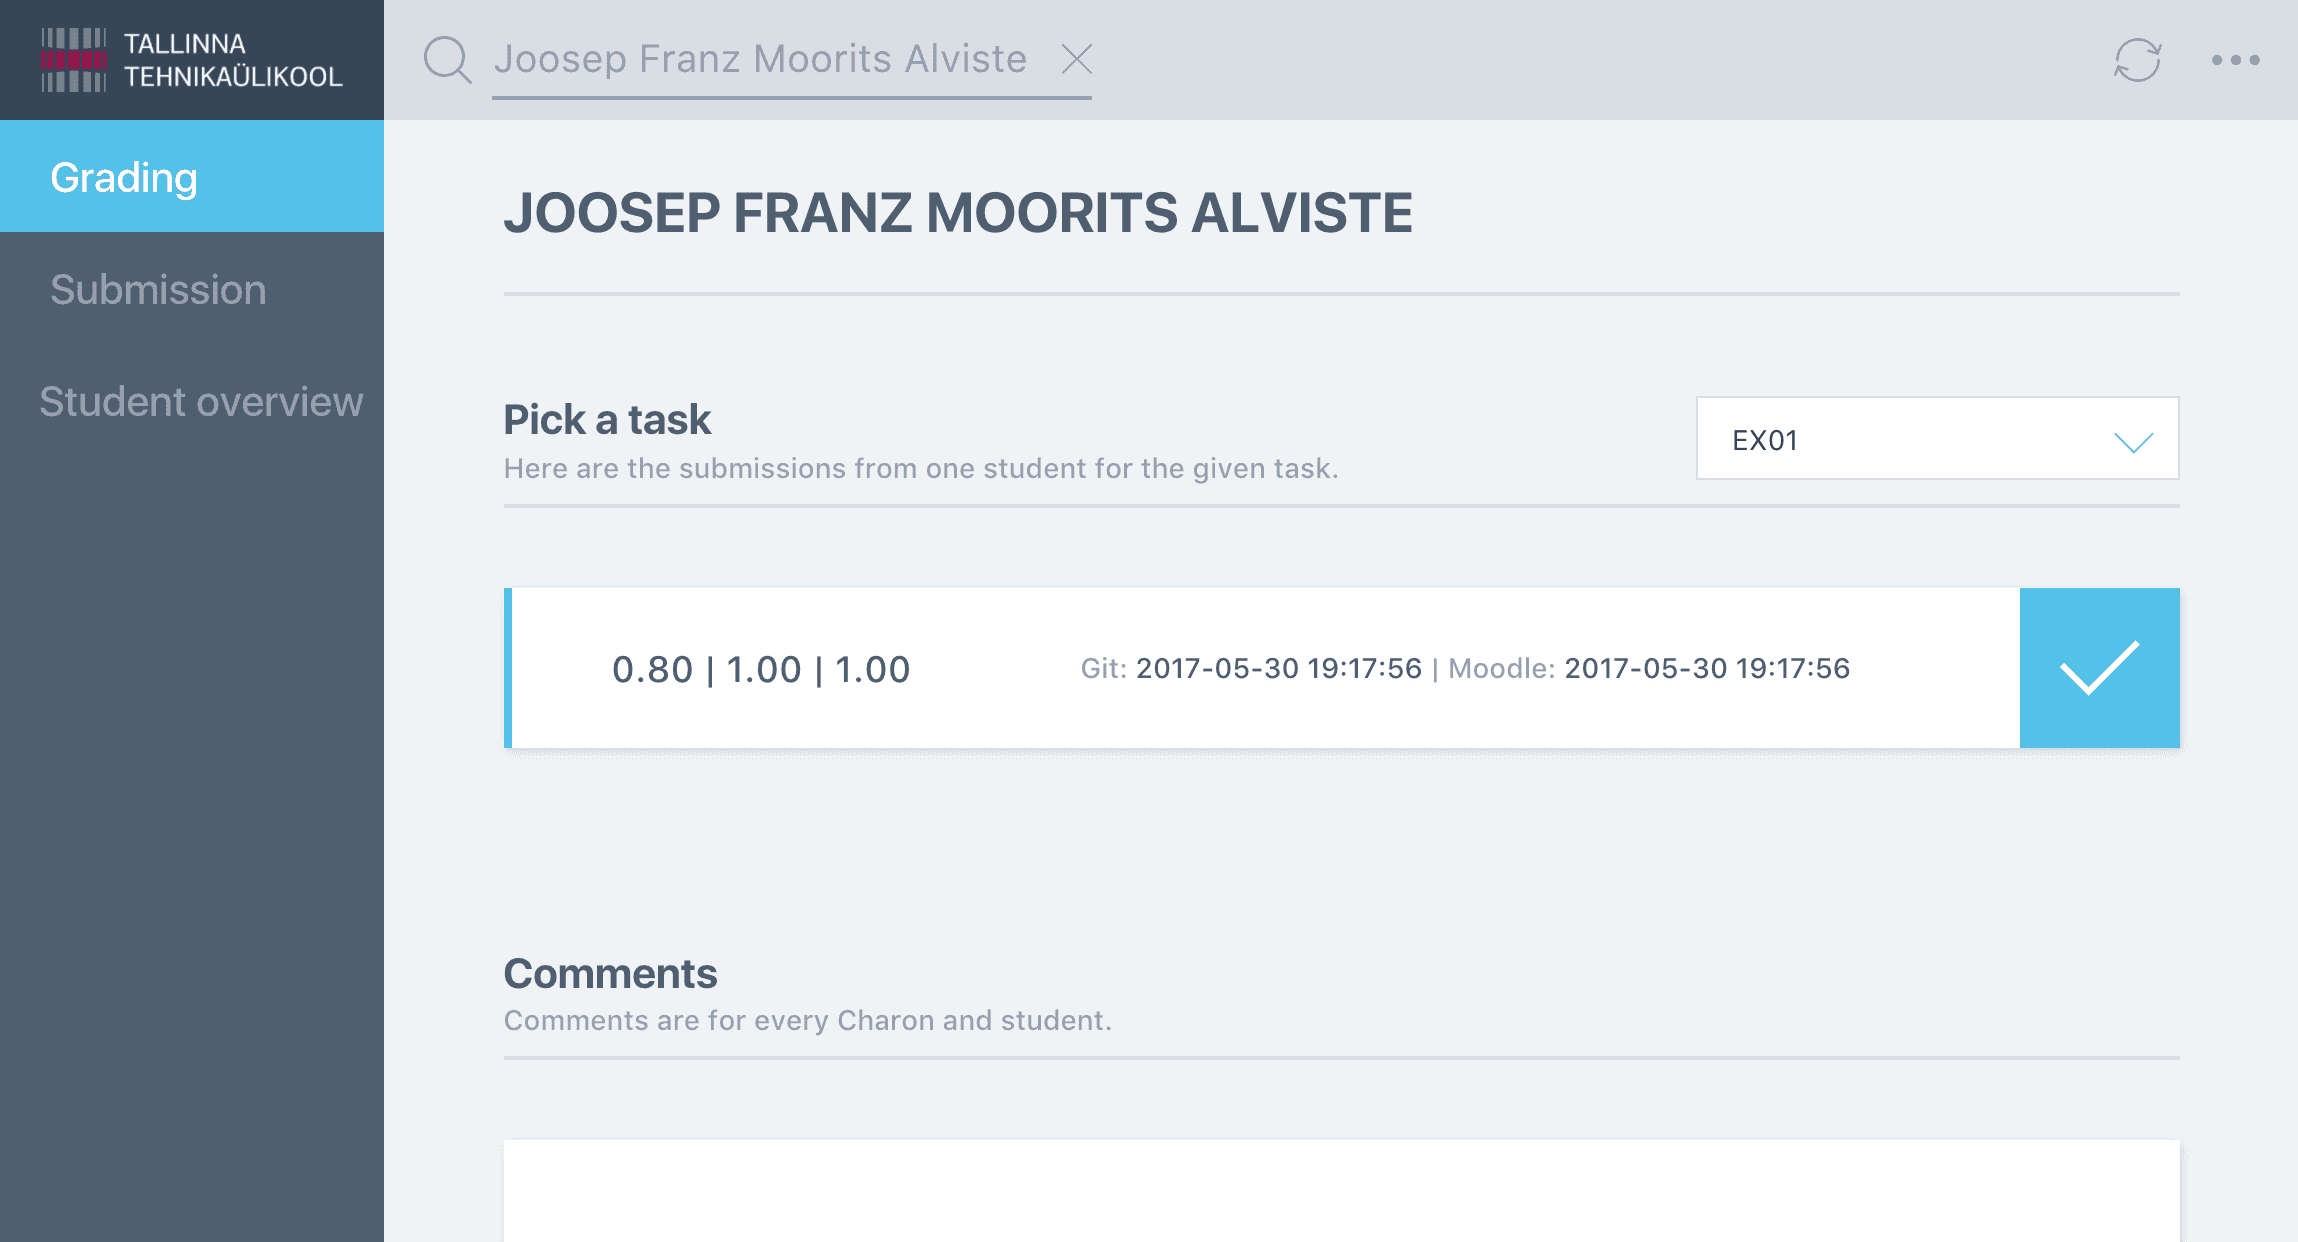 TALLINNA
TEHNIKAÜLIKOOL
Joosep Franz Moorits Alviste
Grading
Submission
Student overview
JOOSEP FRANZ MOORITS ALVISTE
Pick a task
Here are the submissions from one student for the given task.
EX01
0.80 | 1.00 | 1.00
Git: 2017-05-30 19:17:56 | Moodle: 2017-05-30 19:17:56
Comments
Comments are for every Charon and student.